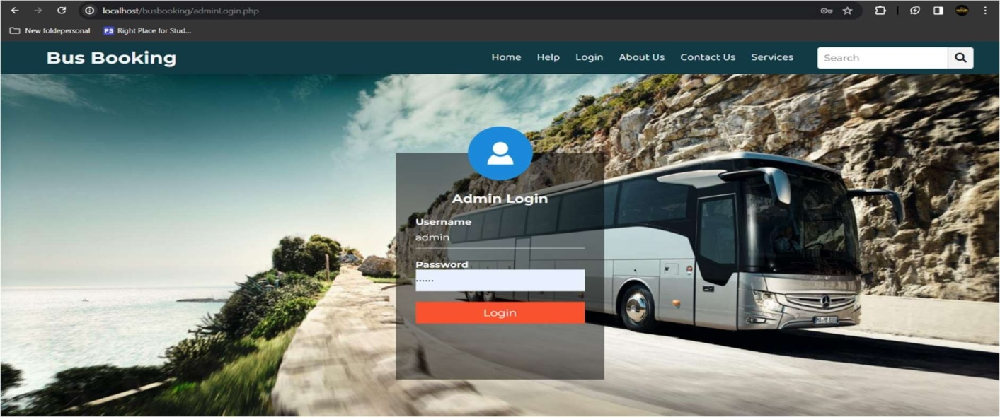 localhost/busbooking/adminLogin.php
New foldepersonal PS Right Place for Stud...
Bus Booking Home Help Login About Us Contact Us Services Search
Admin Login
Username
admin
Password
......
Login